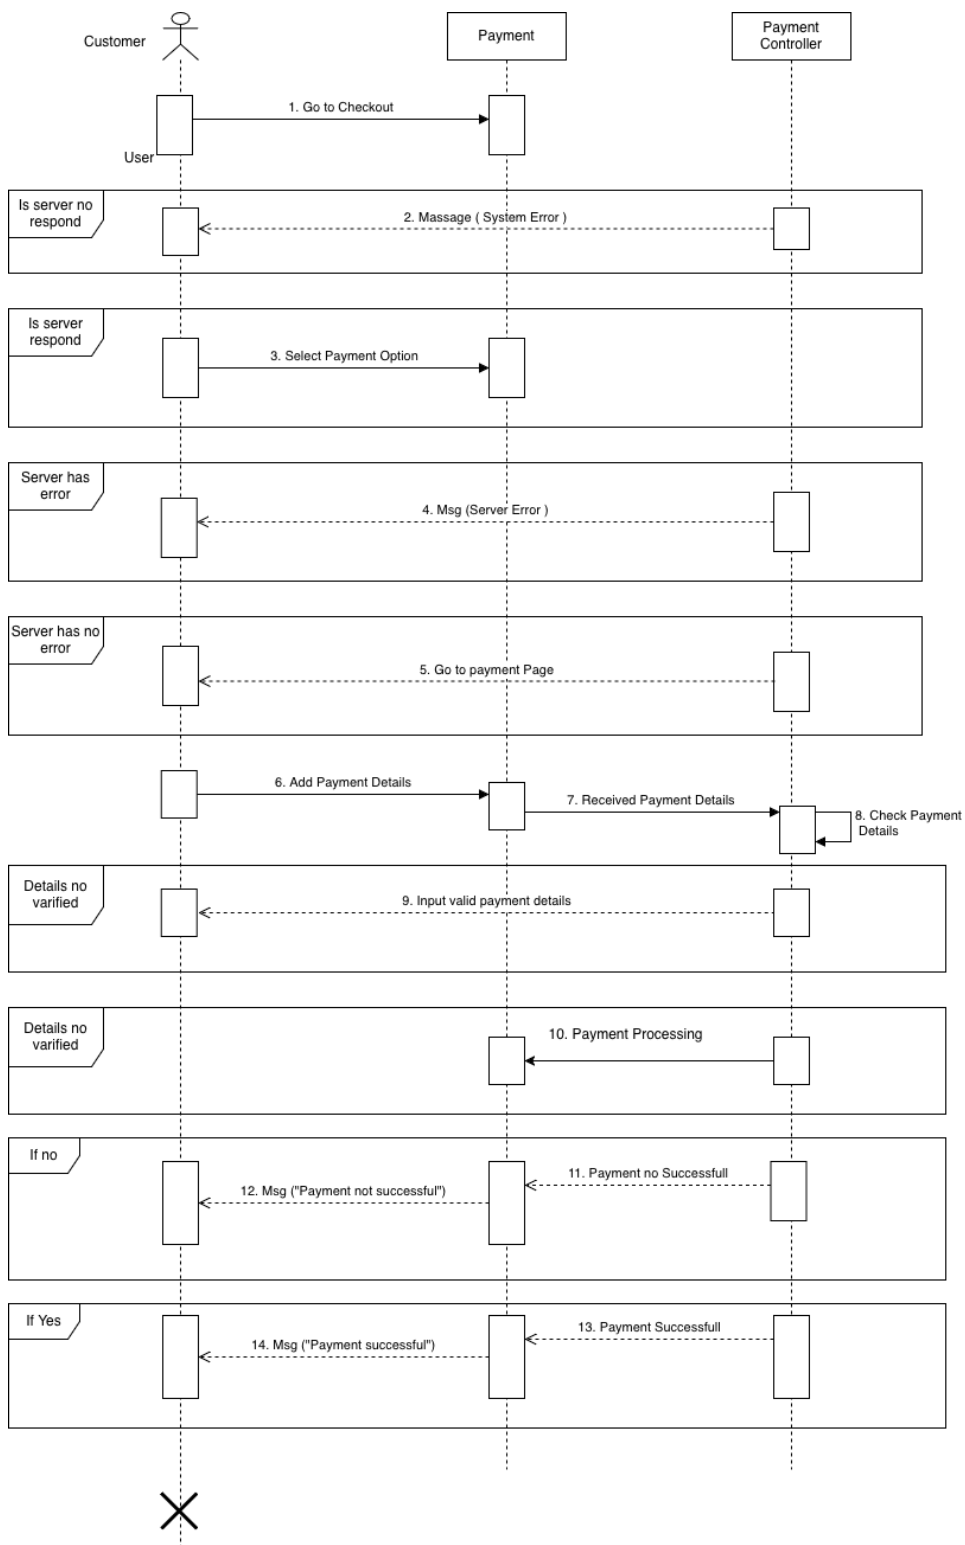 Customer
Payment
Payment
Controller
1. Go to Checkout
User
Is server no
respond
2. Massage ( System Error )
Is server
respond
3. Select Payment Option
Server has
error
4. Msg (Server Error )
Server has no
error
5. Go to payment Page
6. Add Payment Details
7. Received Payment Details
8. Check Payment
Details
Details no
varified
9. Input valid payment details
Details no
varified
10. Payment Processing
If no
11. Payment no Successfull
12. Msg ("Payment not successful")
If Yes
13. Payment Successfull
14. Msg ("Payment successful")